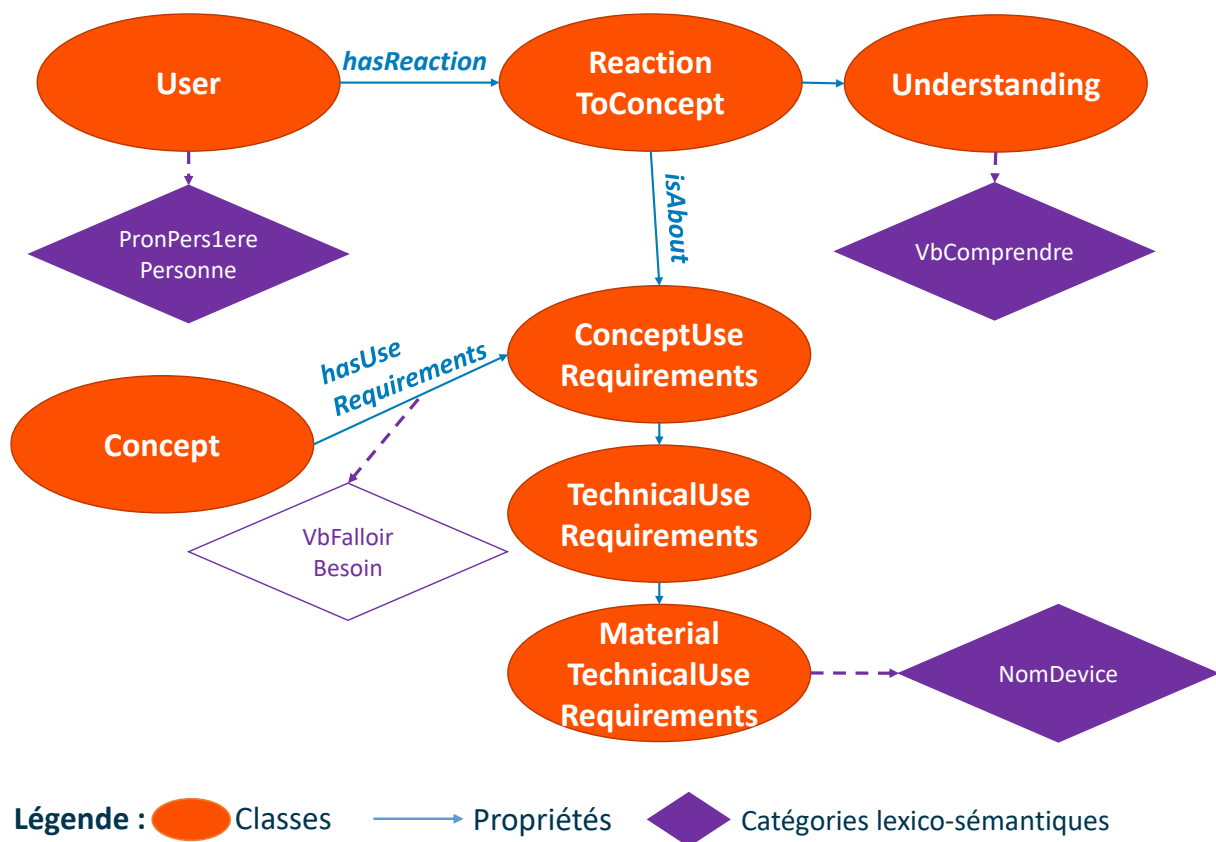 User
hasReaction
Reaction
ToConcept
Understanding
PronPers1ere
Personne
isAbout
VbComprendre
hasUse
Requirements
ConceptUse
Requirements
Concept
TechnicalUse
Requirements
VbFalloir
Besoin
Material
TechnicalUse
Requirements
NomDevice
Légende : Classes Propriétés Catégories lexico-sémantiques